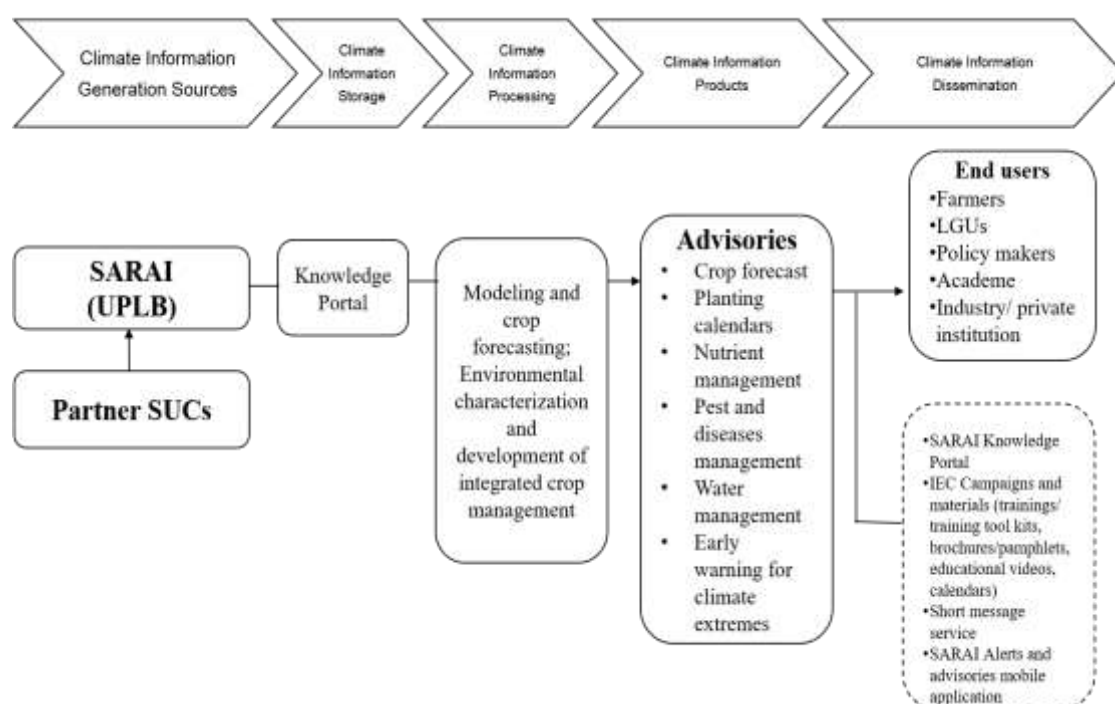 Climate Information
Generation Sources
Climate
Information
Storage
Climate
Information
Processing
Climate Information
Products
Climate Information
Dissemination
SARAI
(UPLB)
Partner SUCs
Knowledge
Portal
Modeling and
crop
forecasting;
Environmental
characterization
and
development of
integrated crop
management
Advisories
• Crop forecast
• Planting
calendars
• Nutrient
management
• Pest and
diseases
management
• Water
management
• Early
warning for
climate
extremes
End users
•Farmers
•LGUs
•Policy makers
•Academe
•Industry/ private
institution
•SARAI Knowledge
Portal
•IEC Campaigns and
materials (trainings/
training tool kits,
brochures/pamphlets,
educational videos,
calendars)
•Short message
service
•SARAI Alerts and
advisories mobile
application